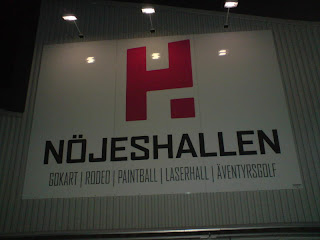 H.
NÖJESHALLEN
GOKART | RODEO | PAINTBALL | LASERHALL | ÄVENTYRSGOLF